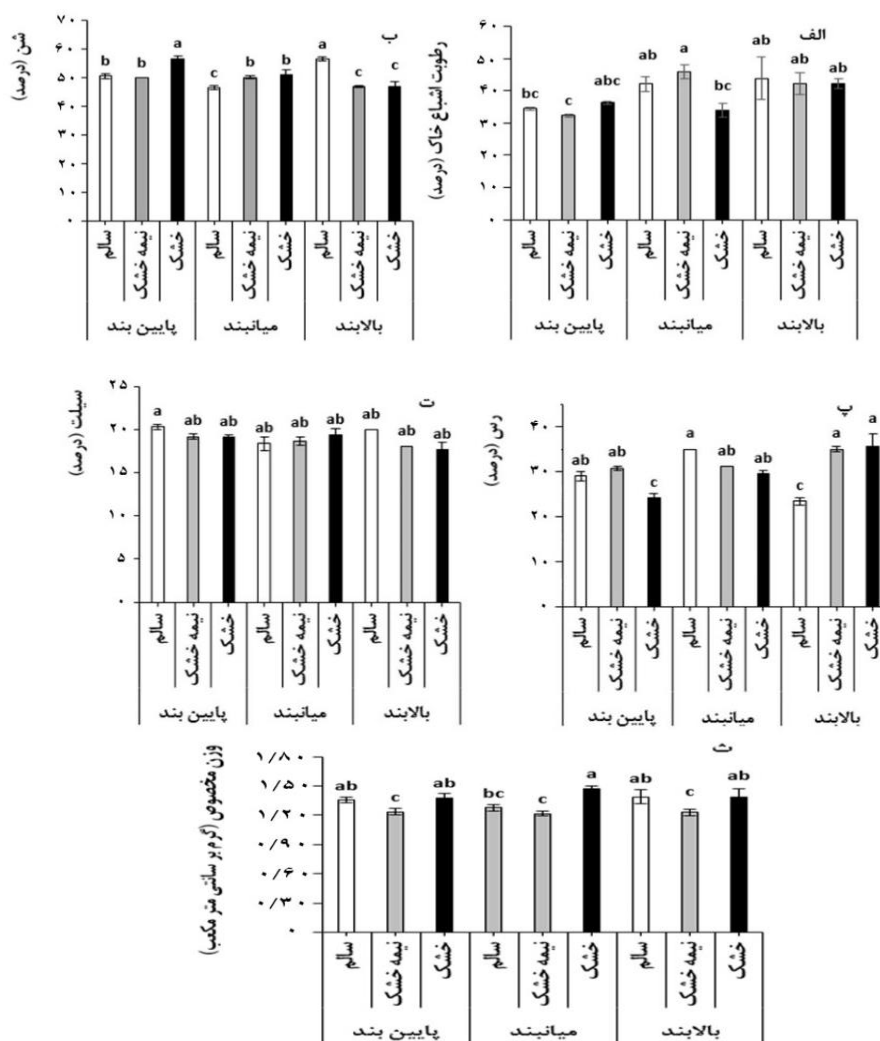 الف
رطوبت اشباع خاک (درصد)
۶۰
۵۰
۴۰
۳۰
۲۰
۱۰
۰
bc c abc ab a bc ab ab ab
سالم نیمه خشک خشک سالم نیمه خشک خشک سالم نیمه خشک خشک
پایین بند میانبند بالابند
ب
شن (درصد)
۷۰
۶۰
۵۰
۴۰
۳۰
۲۰
۱۰
۰
b b a c b b a c c
سالم نیمه خشک خشک سالم نیمه خشک خشک سالم نیمه خشک خشک
پایین بند میانبند بالابند
پ
رس (درصد)
۴۰
۳۰
۲۰
۱۰
۰
ab ab c a ab ab c a a
سالم نیمه خشک خشک سالم نیمه خشک خشک سالم نیمه خشک خشک
پایین بند میانبند بالابند
ت
سیلت (درصد)
۲۵
۲۰
۱۵
۱۰
۵
۰
a ab ab ab ab ab ab ab ab
سالم نیمه خشک خشک سالم نیمه خشک خشک سالم نیمه خشک خشک
پایین بند میانبند بالابند
ث
وزن مخصوص (گرم بر سانتی متر مکعب)
۱/۸۰
۱/۵۰
۱/۲۰
۰/۹۰
۰/۶۰
۰/۳۰
۰
ab c ab bc c a ab c ab
سالم نیمه خشک خشک سالم نیمه خشک خشک سالم نیمه خشک خشک
پایین بند میانبند بالابند